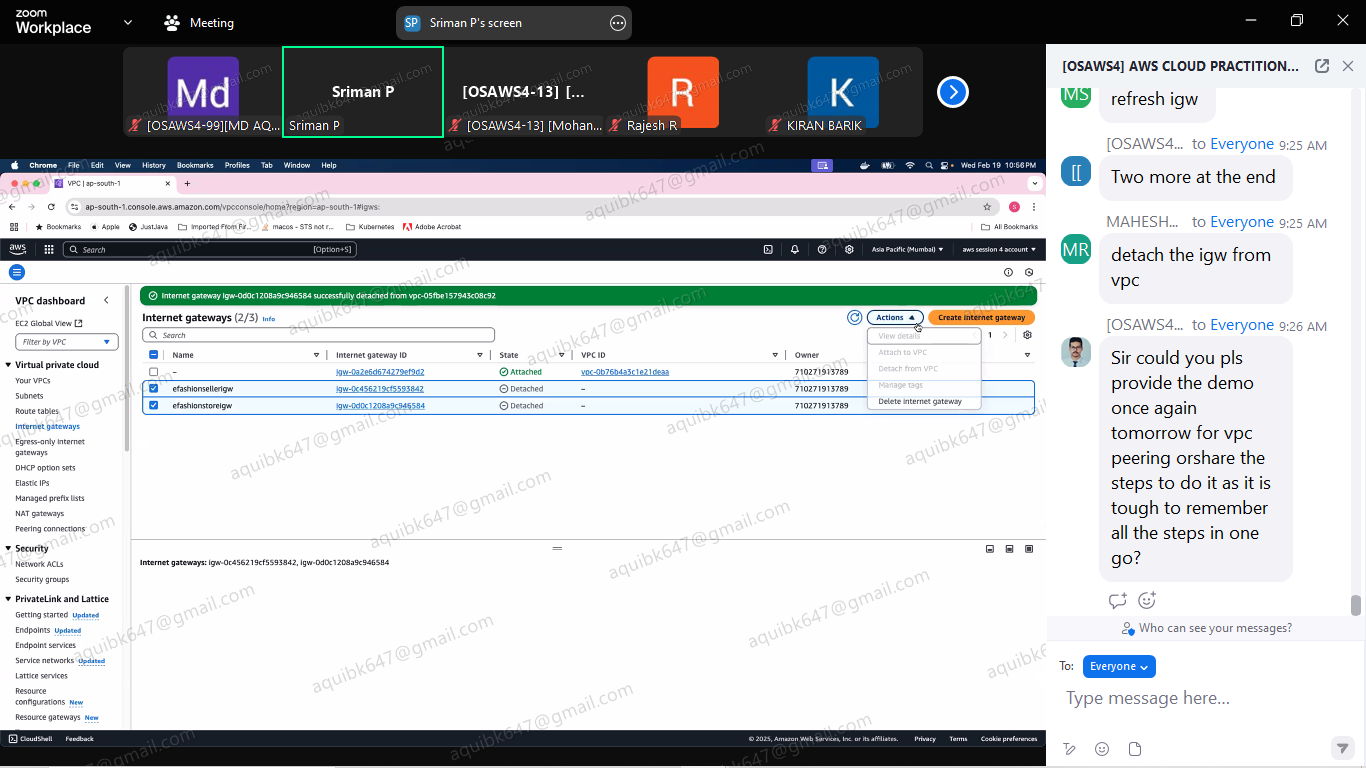 zoom
Workplace
Meeting
SP
Sriman P's screen
Md
[OSAWS4-99][MD AQ...
Sriman P
Sriman P
[OSAWS4-13] [...
[OSAWS4-13] [Mohan...
R
Rajesh R
K
KIRAN BARIK
Chrome File Edit View History Bookmarks Profiles Tab Window Help
Wed Feb 19 10:56 PM
VPC | ap-south-1
ap-south-1.console.aws.amazon.com/vpcconsole/home?region=ap-south-1#igws:
S
Bookmarks
Apple
JustJava
Imported From Fir...
macos - STS not r...
Kubernetes
Adobe Acrobat
All Bookmarks
aws
Search
[Option+S]
Asia Pacific (Mumbai)
aws session 4 account
VPC dashboard
EC2 Global View
Filter by VPC
Virtual private cloud
Your VPCs
Subnets
Route tables
Internet gateways
Egress-only internet
gateways
DHCP option sets
Elastic IPs
Managed prefix lists
NAT gateways
Peering connections
Security
Network ACLs
Security groups
PrivateLink and Lattice
Getting started Updated
Endpoints Updated
Endpoint services
Service networks Updated
Lattice services
Resource
configurations New
Resource gateways New
Internet gateway igw-0d0c1208a9c946584 successfully detached from vpc-05fbe157943c08c92
Internet gateways (2/3) Info
Actions
Create internet gateway
Search
1
View details
Attach to VPC
Detach from VPC
Manage tags
Delete internet gateway
Name Internet gateway ID State VPC ID Owner
– igw-0a2e6d674279ef9d2 Attached vpc-0b76b4a3c1e21deaa 710271913789
efashionsellerigw igw-0c456219cf5593842 Detached – 710271913789
efashionstoreigw igw-0d0c1208a9c946584 Detached – 710271913789
Internet gateways: igw-0c456219cf5593842, igw-0d0c1208a9c946584
CloudShell Feedback
© 2025, Amazon Web Services, Inc. or its affiliates. Privacy Terms Cookie preferences
[OSAWS4] AWS CLOUD PRACTITION...
MS
refresh igw
[OSAWS4... to Everyone 9:25 AM
[[
Two more at the end
MAHESH... to Everyone 9:25 AM
MR
detach the igw from
vpc
[OSAWS4... to Everyone 9:26 AM
Sir could you pls
provide the demo
once again
tomorrow for vpc
peering orshare the
steps to do it as it is
tough to remember
all the steps in one
go?
Who can see your messages?
To: Everyone
Type message here...
aquibk647@gmail.com